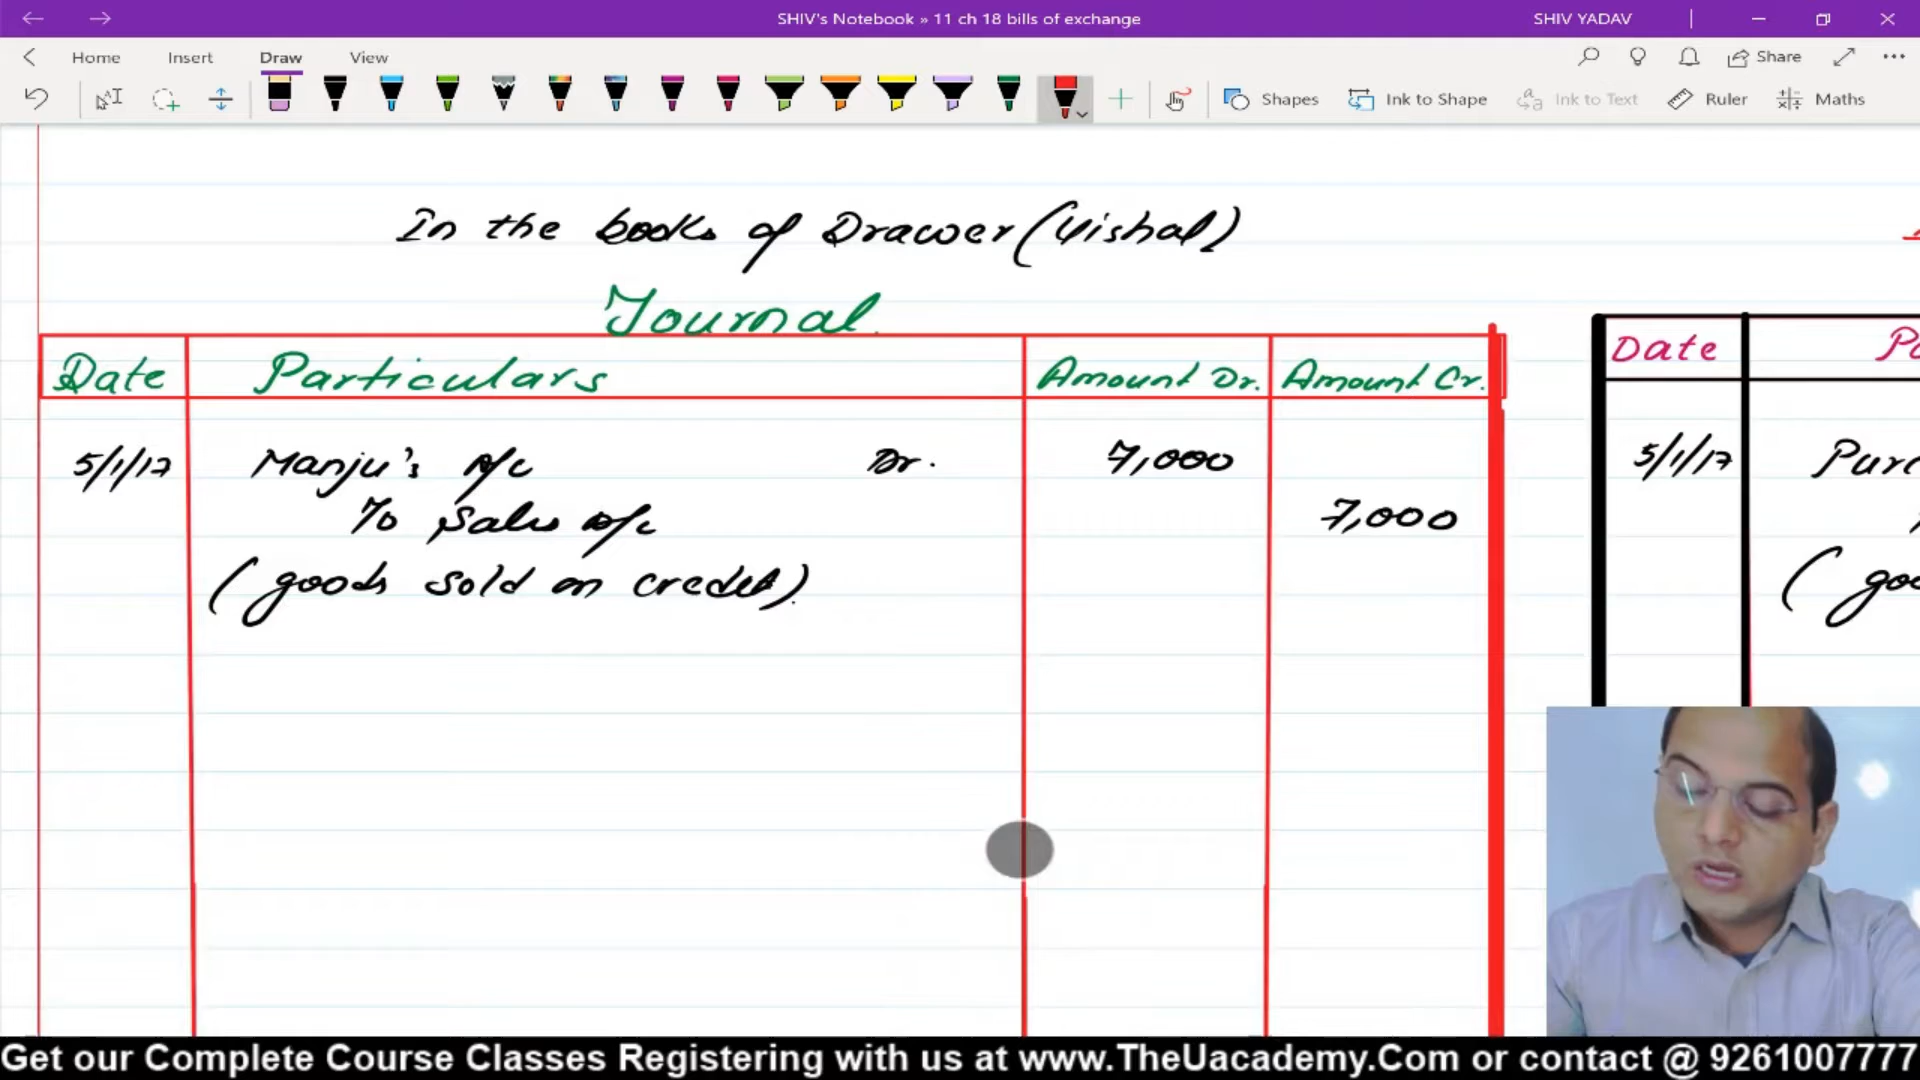 SHIV's Notebook » 11 ch 18 bills of exchange
SHIV YADAV
Home Insert Draw View
Share
Shapes Ink to Shape Ink to Text Ruler Maths
In the books of Drawer (Vishal)
Journal
Date Particulars Amount Dr. Amount Cr.
5/1/17 Manju's A/c Dr. 7,000
To Sales A/c 7,000
(goods sold on credit).
Date
5/1/17
Get our Complete Course Classes Registering with us at www.TheUacademy.Com or contact @ 9261007777